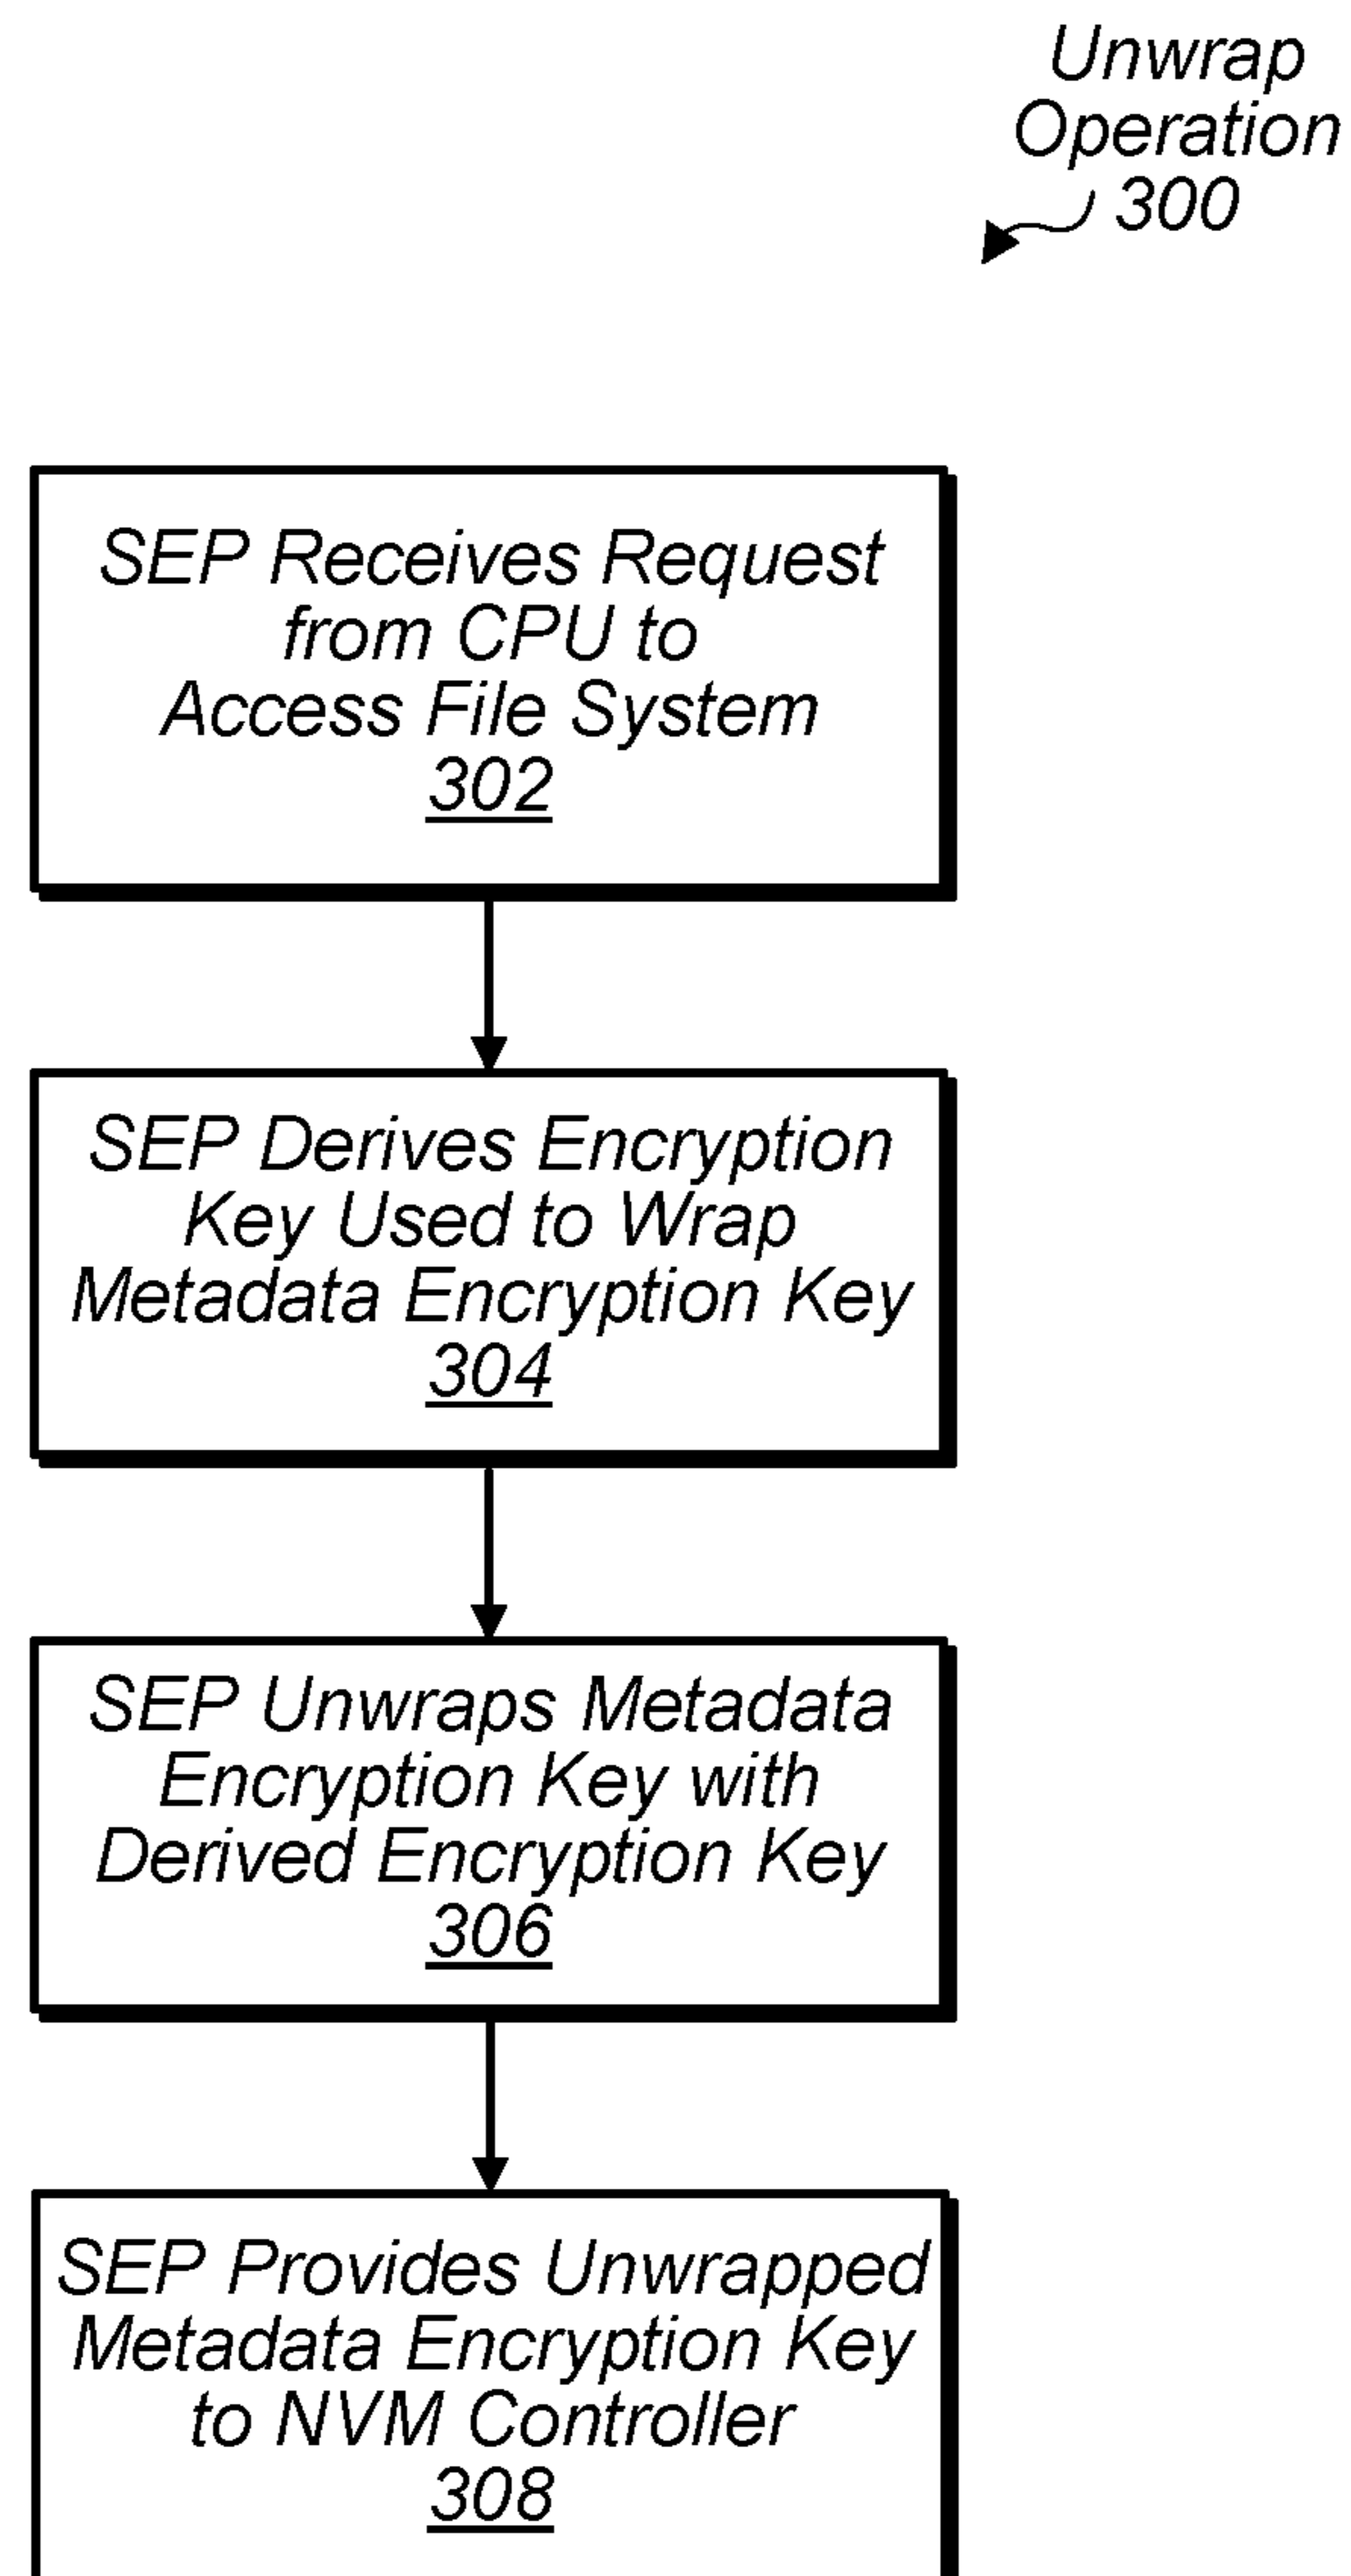 Unwrap
Operation
300
SEP Receives Request
from CPU to
Access File System
302
SEP Derives Encryption
Key Used to Wrap
Metadata Encryption Key
304
SEP Unwraps Metadata
Encryption Key with
Derived Encryption Key
306
SEP Provides Unwrapped
Metadata Encryption Key
to NVM Controller
308